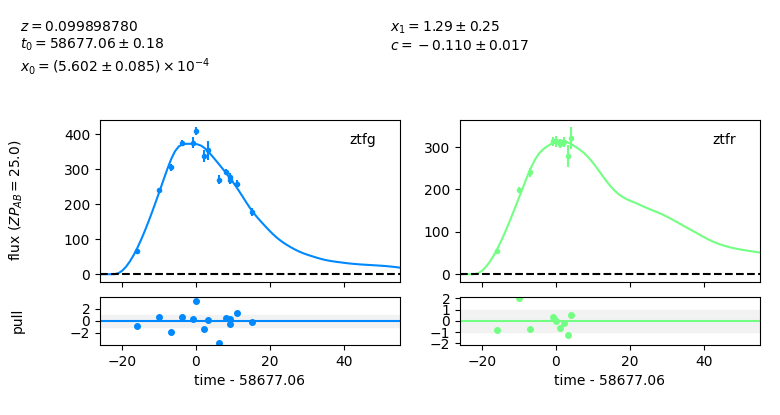 z = 0.099898780
t₀ = 58677.06 ± 0.18
x₀ = (5.602 ± 0.085) × 10⁻⁴
x₁ = 1.29 ± 0.25
c = −0.110 ± 0.017
flux (ZP_AB = 25.0)
400
300
200
100
0
ztfg
300
200
100
0
ztfr
pull
2
0
−2
−20
0
20
40
time - 58677.06
2
1
0
−1
−2
−20
0
20
40
time - 58677.06